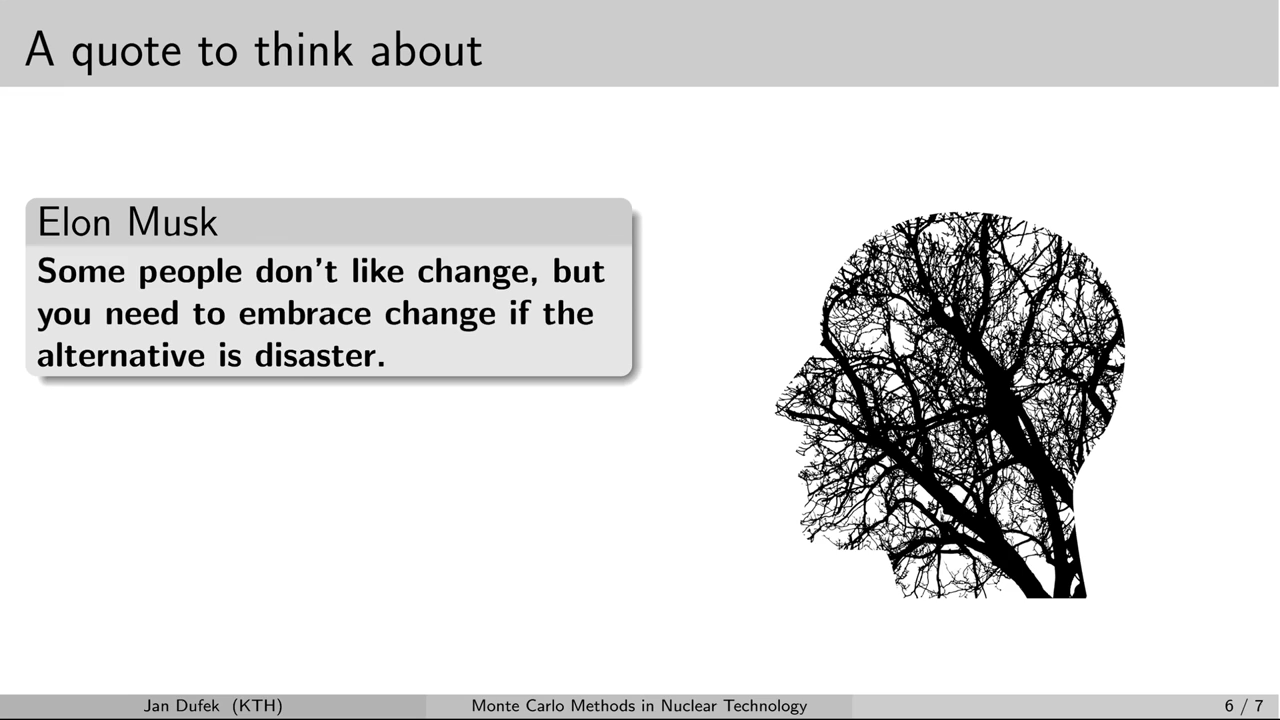 A quote to think about
Elon Musk
Some people don't like change, but
you need to embrace change if the
alternative is disaster.
Jan Dufek (KTH)
Monte Carlo Methods in Nuclear Technology
6 / 7